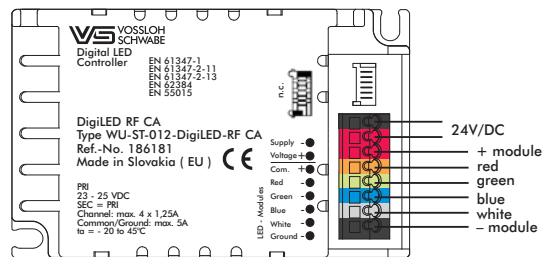 VS VOSSLOH
SCHWABE
Digital LED
Controller
EN 61347-1
EN 61347-2-11
EN 61347-2-13
EN 62384
EN 55015
n.c.
DigiLED RF CA
Type WU-ST-012-DigiLED-RF CA
Ref.-No. 186181
Made in Slovakia ( EU ) CE
PRI
23 - 25 VDC
SEC = PRI
Channel: max. 4 x 1,25A
Common/Ground: max. 5A
ta = - 20 to 45°C
LED - Modules
Supply -
Voltage +
Com. +
Red -
Green -
Blue -
White -
Ground -
24V/DC
+ module
red
green
blue
white
– module